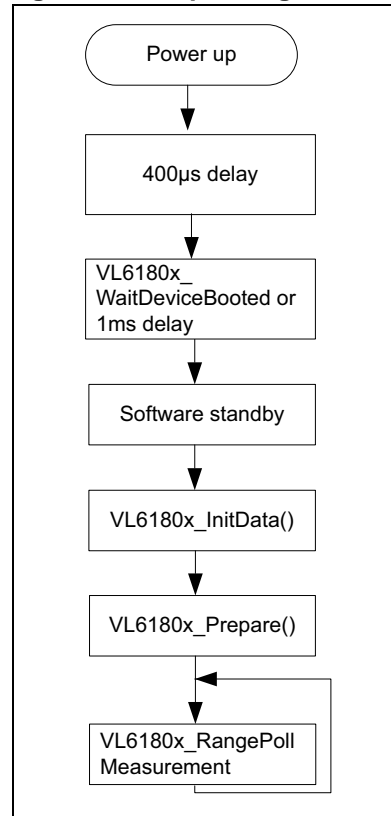 Power up
400µs delay
VL6180x_
WaitDeviceBooted or
1ms delay
Software standby
VL6180x_InitData()
VL6180x_Prepare()
VL6180x_RangePoll
Measurement